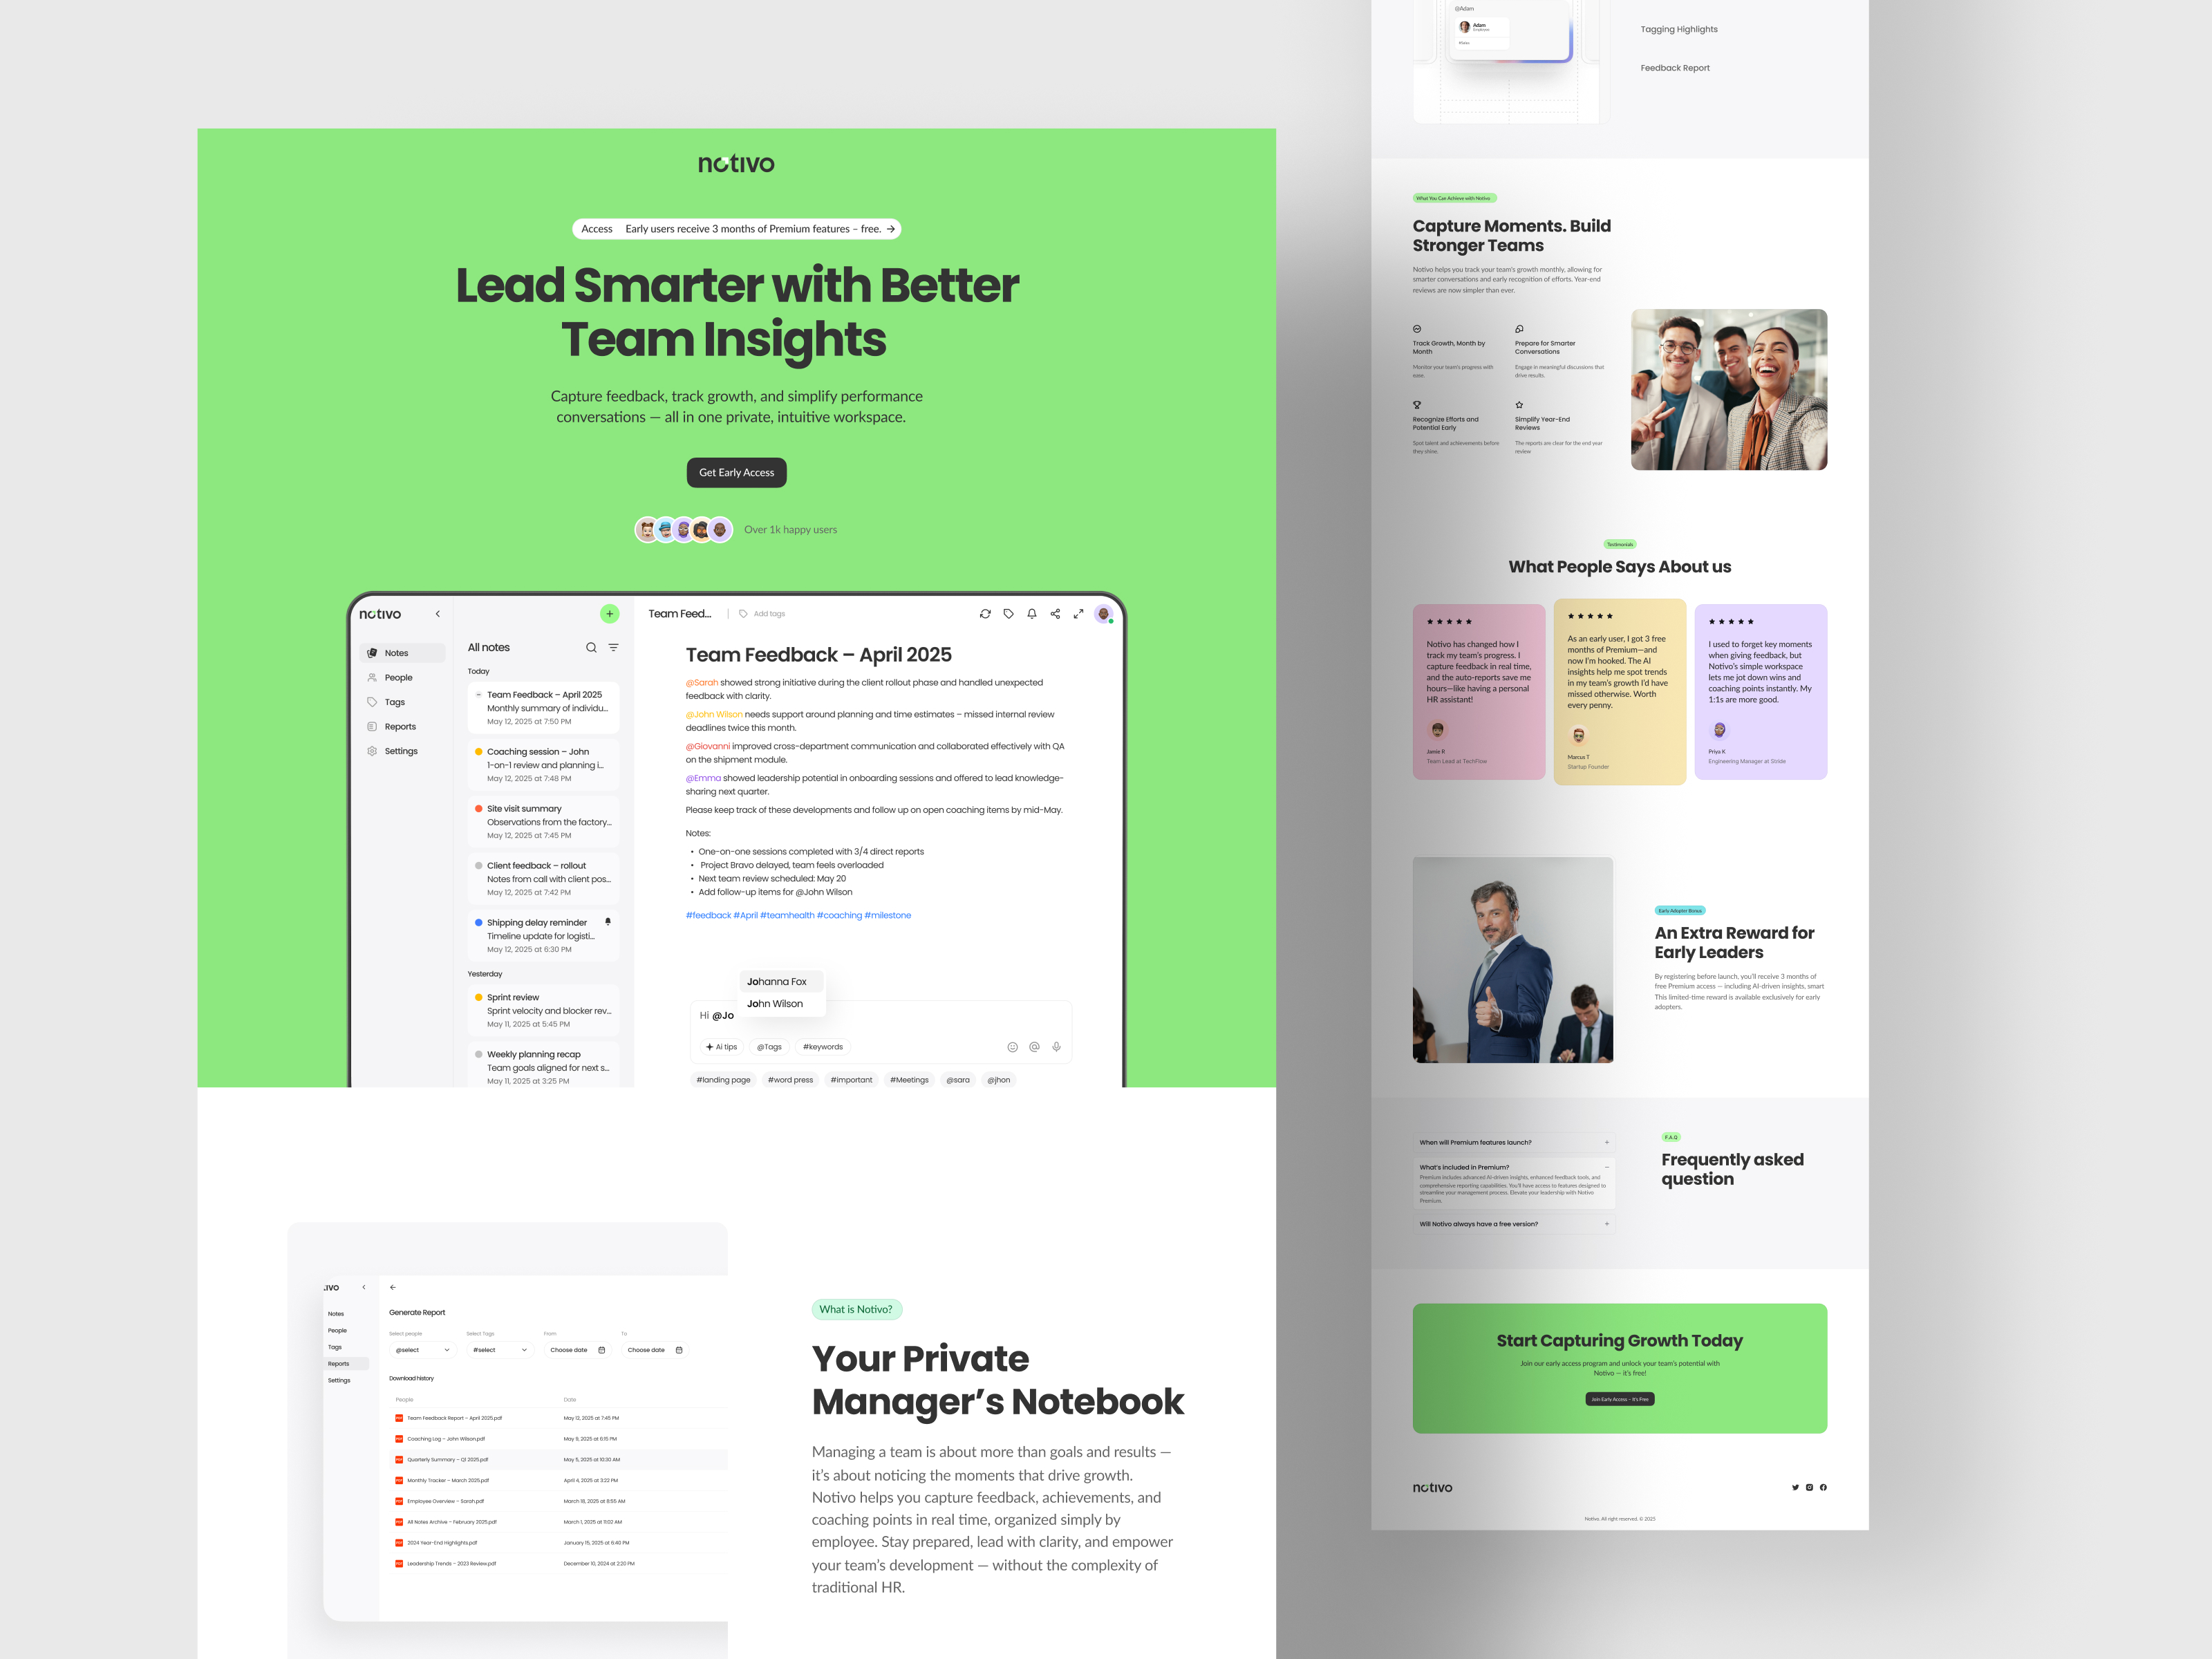 notivo
Access Early users receive 3 months of Premium features – free.
Lead Smarter with Better
Team Insights
Capture feedback, track growth, and simplify performance
conversations — all in one private, intuitive workspace.
Get Early Access
Over 1k happy users
notivo
Notes
People
Tags
Reports
Settings
All notes
Today
Team Feedback – April 2025
Monthly summary of individu...
May 12, 2025 at 7:50 PM
Coaching session – John
1-on-1 review and planning i...
May 12, 2025 at 7:48 PM
Site visit summary
Observations from the factory...
May 12, 2025 at 7:45 PM
Client feedback – rollout
Notes from call with client pos...
May 12, 2025 at 7:42 PM
Shipping delay reminder
Timeline update for logisti...
May 12, 2025 at 6:30 PM
Yesterday
Sprint review
Sprint velocity and blocker rev...
May 11, 2025 at 5:45 PM
Weekly planning recap
Team goals aligned for next s...
May 11, 2025 at 3:25 PM
Team Feed... Add tags
Team Feedback – April 2025
@Sarah showed strong initiative during the client rollout phase and handled unexpected
feedback with clarity.
@John Wilson needs support around planning and time estimates – missed internal review
deadlines twice this month.
@Giovanni improved cross-department communication and collaborated effectively with QA
on the shipment module.
@Emma showed leadership potential in onboarding sessions and offered to lead knowledge-
sharing next quarter.
Please keep track of these developments and follow up on open coaching items by mid-May.
Notes:
• One-on-one sessions completed with 3/4 direct reports
• Project Bravo delayed, team feels overloaded
• Next team review scheduled: May 20
• Add follow-up items for @John Wilson
#feedback #April #teamhealth #coaching #milestone
Johanna Fox
John Wilson
Hi @Jo
Ai tips @Tags #keywords
#landing page #word press #important #Meetings @sara @jhon
.ivo
Notes
People
Tags
Reports
Settings
Generate Report
Select people Select Tags From To
@select #select Choose date Choose date
Download history
People Date
PDF Team Feedback Report – April 2025.pdf May 12, 2025 at 7:45 PM
PDF Coaching Log – John Wilson.pdf May 9, 2025 at 6:15 PM
PDF Quarterly Summary – Q1 2025.pdf May 5, 2025 at 10:30 AM
PDF Monthly Tracker – March 2025.pdf April 4, 2025 at 3:22 PM
PDF Employee Overview – Sarah.pdf March 18, 2025 at 8:55 AM
PDF All Notes Archive – February 2025.pdf March 1, 2025 at 11:02 AM
PDF 2024 Year-End Highlights.pdf January 15, 2025 at 6:40 PM
PDF Leadership Trends – 2023 Review.pdf December 10, 2024 at 2:20 PM
What is Notivo?
Your Private
Manager's Notebook
Managing a team is about more than goals and results —
it's about noticing the moments that drive growth.
Notivo helps you capture feedback, achievements, and
coaching points in real time, organized simply by
employee. Stay prepared, lead with clarity, and empower
your team's development — without the complexity of
traditional HR.
@Adam
Adam
Employee
Tagging Highlights
Feedback Report
What You Can Achieve with Notivo
Capture Moments. Build
Stronger Teams
Notivo helps you track your team's growth monthly, allowing for
smarter conversations and early recognition of efforts. Year-end
reviews are now simpler than ever.
Track Growth, Month by
Month
Monitor your team's progress with
ease.
Prepare for Smarter
Conversations
Engage in meaningful discussions that
drive results.
Recognize Efforts and
Potential Early
Spot talent and achievements before
they shine.
Simplify Year-End
Reviews
The reports are clear for the end year
review
Testimonials
What People Says About us
Notivo has changed how I
track my team's progress. I
capture feedback in real time,
and the auto-reports save me
hours—like having a personal
HR assistant!
Jamie R
Team Lead at TechFlow
As an early user, I got 3 free
months of Premium—and
now I'm hooked. The AI
insights help me spot trends
in my team's growth I'd have
missed otherwise. Worth
every penny.
Marcus T
Startup Founder
I used to forget key moments
when giving feedback, but
Notivo's simple workspace
lets me jot down wins and
coaching points instantly. My
1:1s are more good.
Priya K
Engineering Manager at Stride
Early Adopter Bonus
An Extra Reward for
Early Leaders
By registering before launch, you'll receive 3 months of
free Premium access — including AI-driven insights, smart
This limited-time reward is available exclusively for early
adopters.
When will Premium features launch?
What's included in Premium?
Premium includes advanced AI-driven insights, enhanced feedback tools, and
comprehensive reporting capabilities. You'll have access to features designed to
streamline your management process. Elevate your leadership with Notivo
Premium.
Will Notivo always have a free version?
F.A.Q
Frequently asked
question
Start Capturing Growth Today
Join our early access program and unlock your team's potential with
Notivo — it's free!
Join Early Access – It's Free
notivo
Notivo, All right reserved, © 2025